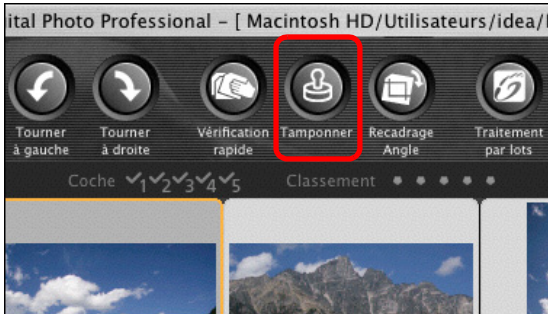 ital Photo Professional – [ Macintosh HD/Utilisateurs/idea/
Tourner à gauche
Tourner à droite
Vérification rapide
Tamponner
Recadrage Angle
Traitement par lots
Coche 1 2 3 4 5 Classement